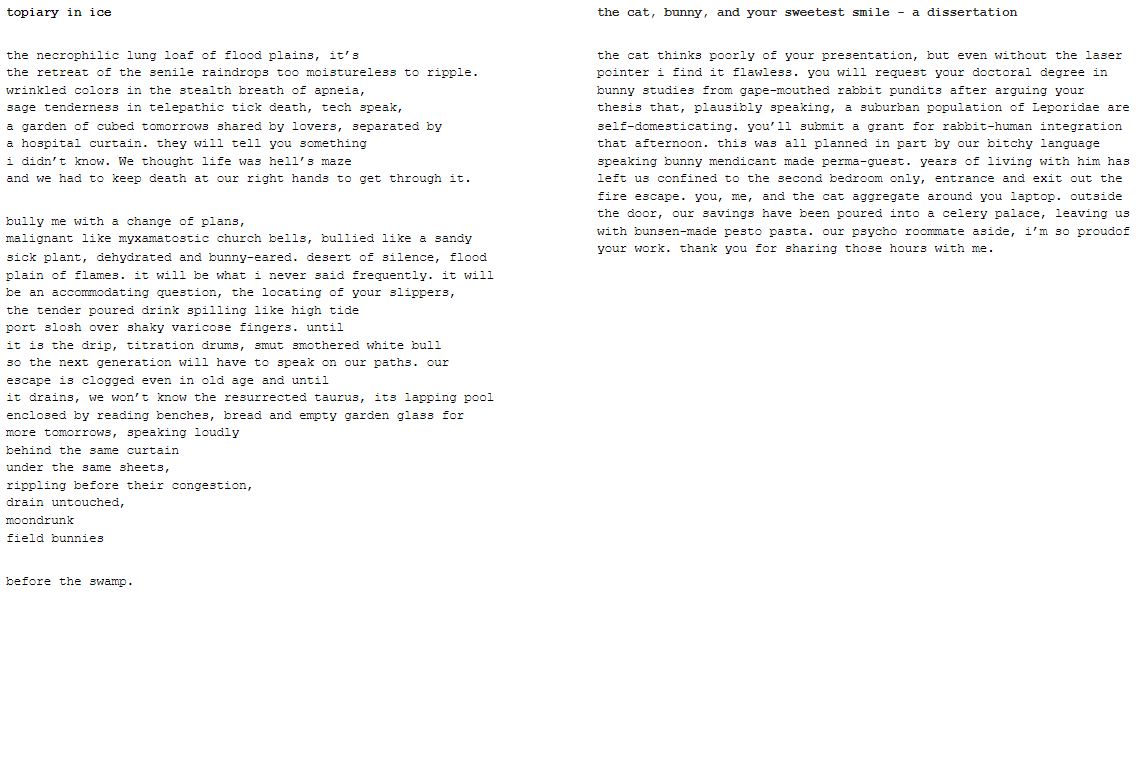 topiary in ice
the necrophilic lung loaf of flood plains, it’s
the retreat of the senile raindrops too moistureless to ripple.
wrinkled colors in the stealth breath of apneia,
sage tenderness in telepathic tick death, tech speak,
a garden of cubed tomorrows shared by lovers, separated by
a hospital curtain. they will tell you something
i didn’t know. We thought life was hell’s maze
and we had to keep death at our right hands to get through it.
bully me with a change of plans,
malignant like myxamatostic church bells, bullied like a sandy
sick plant, dehydrated and bunny-eared. desert of silence, flood
plain of flames. it will be what i never said frequently. it will
be an accommodating question, the locating of your slippers,
the tender poured drink spilling like high tide
port slosh over shaky varicose fingers. until
it is the drip, titration drums, smut smothered white bull
so the next generation will have to speak on our paths. our
escape is clogged even in old age and until
it drains, we won’t know the resurrected taurus, its lapping pool
enclosed by reading benches, bread and empty garden glass for
more tomorrows, speaking loudly
behind the same curtain
under the same sheets,
rippling before their congestion,
drain untouched,
moondrunk
field bunnies
before the swamp.
the cat, bunny, and your sweetest smile - a dissertation
the cat thinks poorly of your presentation, but even without the laser
pointer i find it flawless. you will request your doctoral degree in
bunny studies from gape-mouthed rabbit pundits after arguing your
thesis that, plausibly speaking, a suburban population of Leporidae are
self-domesticating. you’ll submit a grant for rabbit-human integration
that afternoon. this was all planned in part by our bitchy language
speaking bunny mendicant made perma-guest. years of living with him has
left us confined to the second bedroom only, entrance and exit out the
fire escape. you, me, and the cat aggregate around you laptop. outside
the door, our savings have been poured into a celery palace, leaving us
with bunsen-made pesto pasta. our psycho roommate aside, i’m so proudof
your work. thank you for sharing those hours with me.